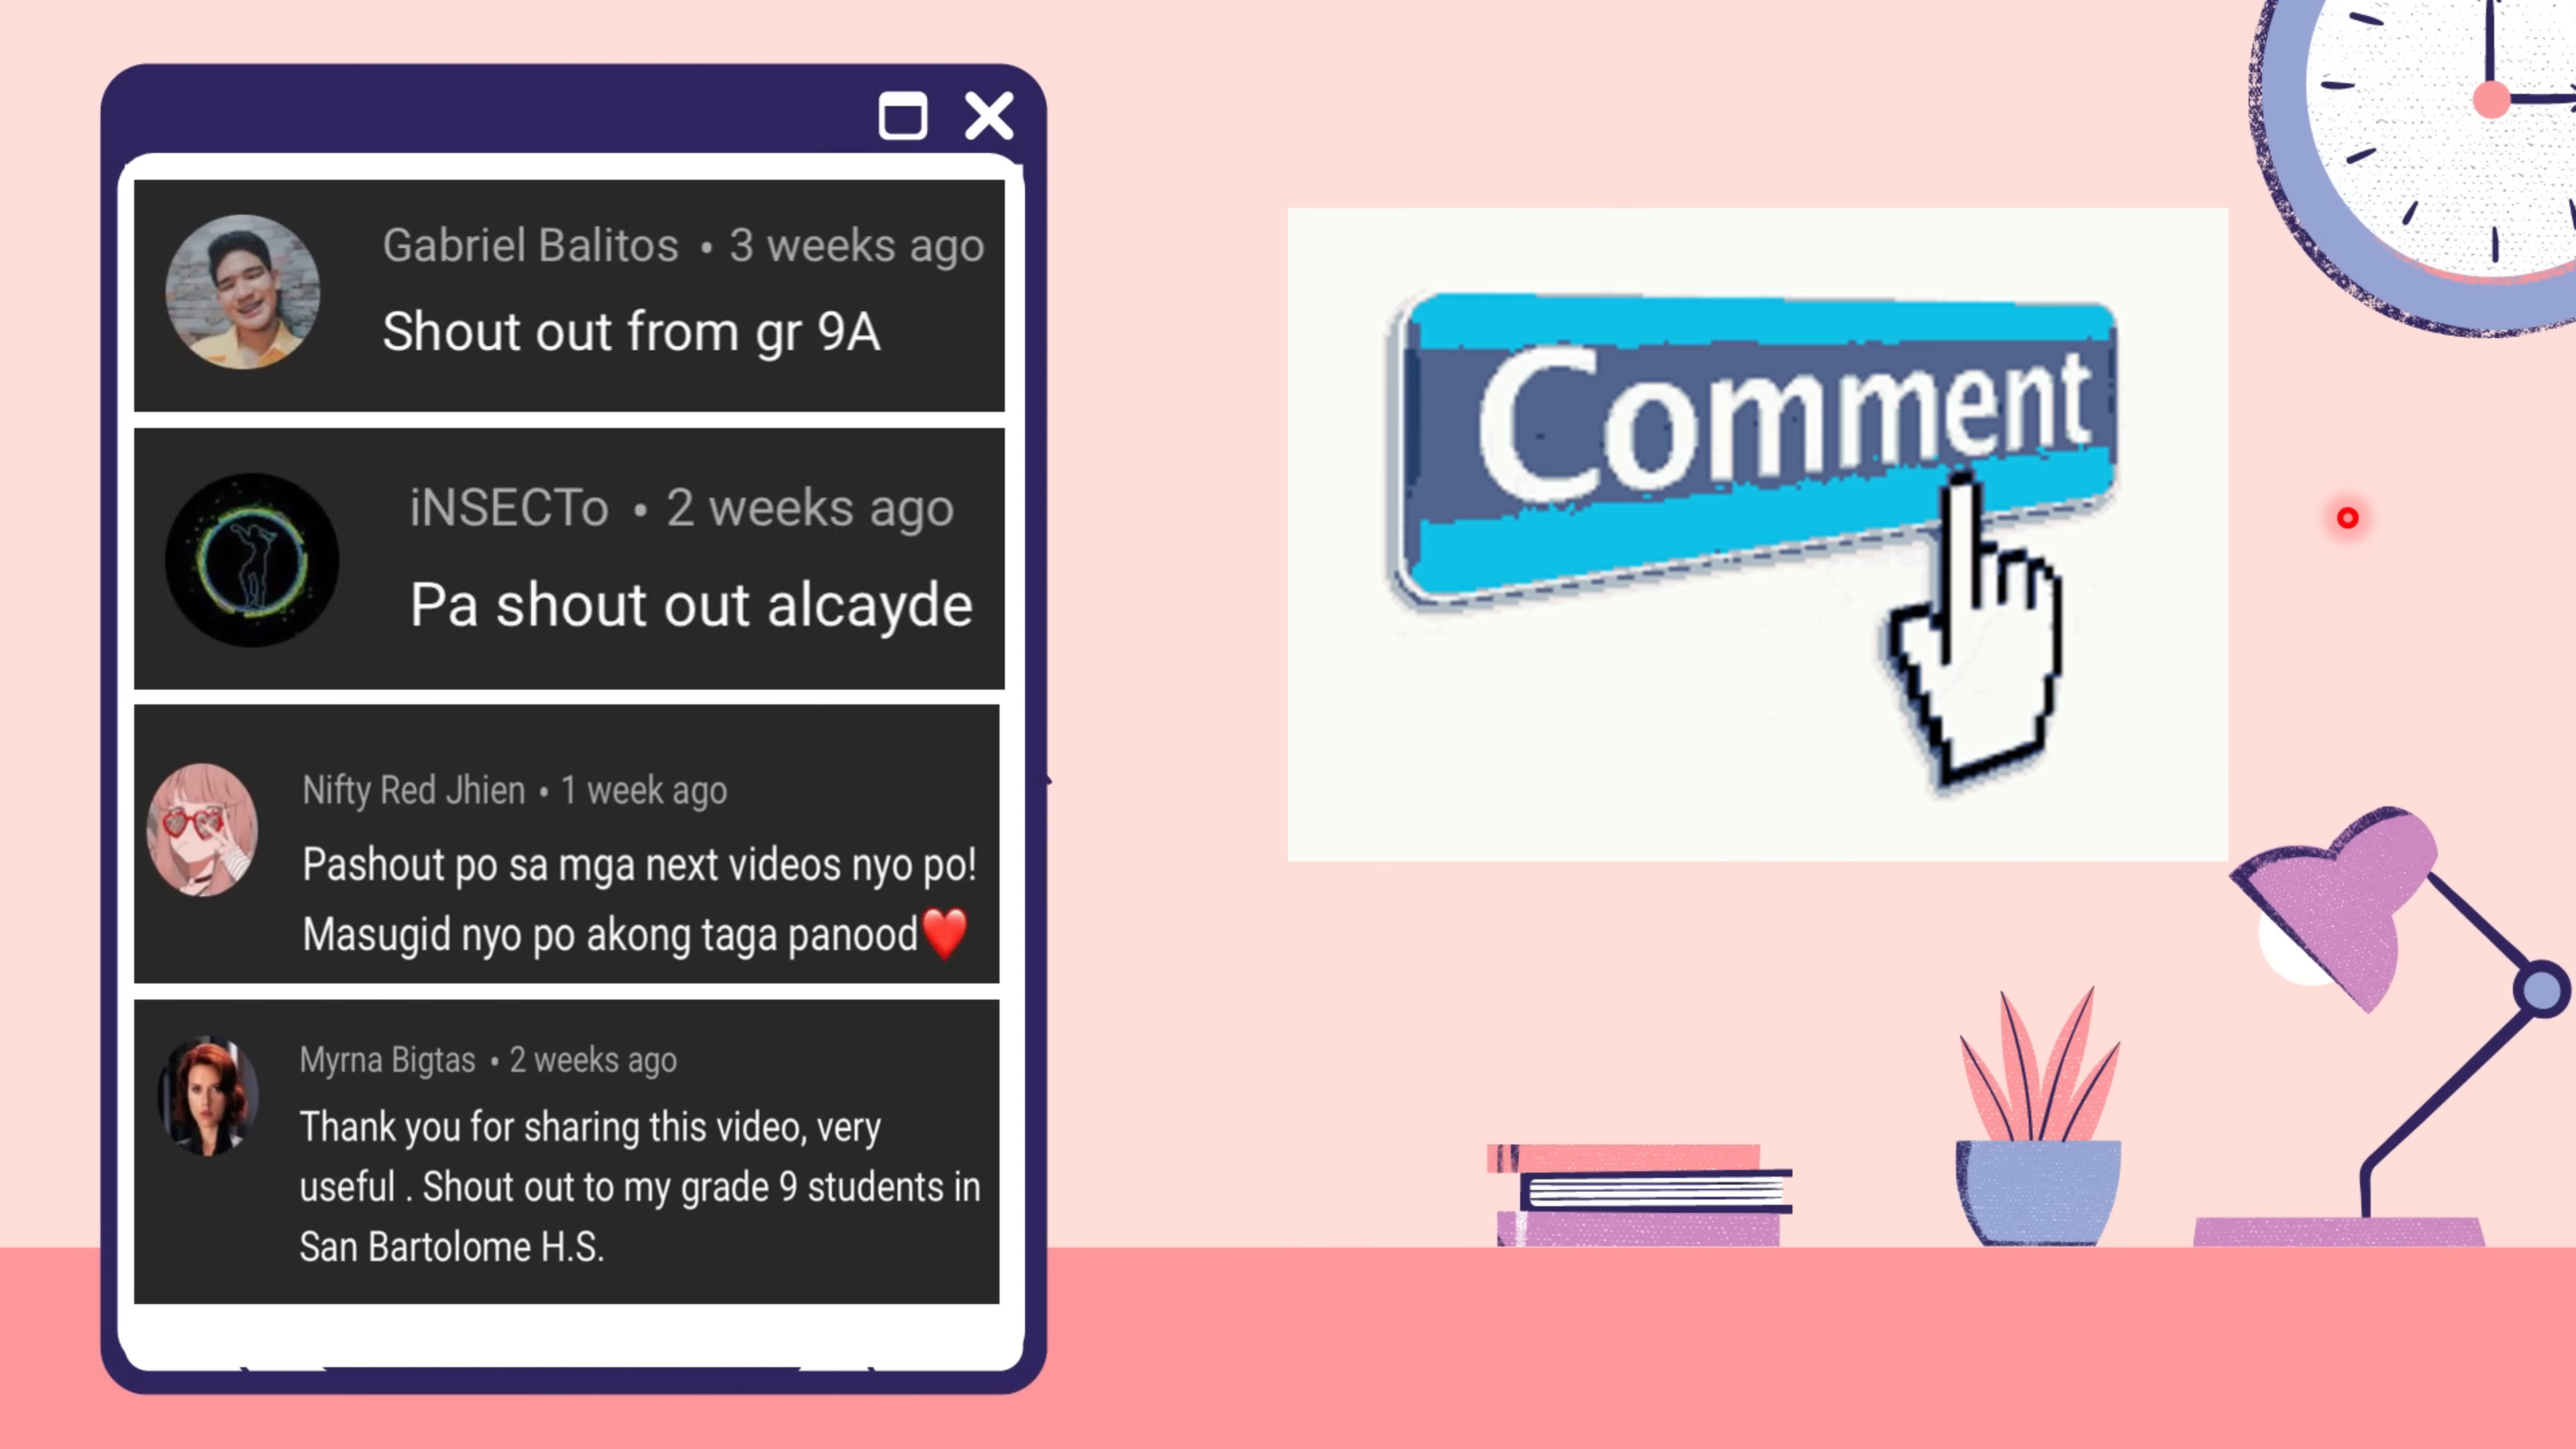 Gabriel Balitos • 3 weeks ago
Shout out from gr 9A
iNSECTo • 2 weeks ago
Pa shout out alcayde
Nifty Red Jhien • 1 week ago
Pashout po sa mga next videos nyo po!
Masugid nyo po akong taga panood❤️
Myrna Bigtas • 2 weeks ago
Thank you for sharing this video, very
useful . Shout out to my grade 9 students in
San Bartolome H.S.
Comment